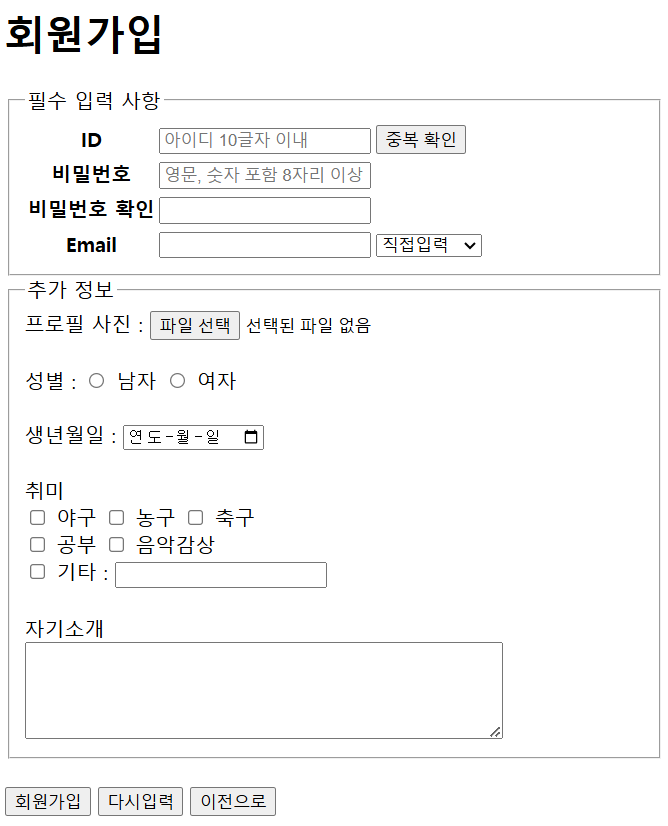 회원가입
필수 입력 사항
ID 아이디 10글자 이내 중복 확인
비밀번호 영문, 숫자 포함 8자리 이상
비밀번호 확인
Email 직접입력
추가 정보
프로필 사진 : 파일 선택 선택된 파일 없음
성별 : 남자 여자
생년월일 : 연도-월-일
취미
야구 농구 축구
공부 음악감상
기타 :
자기소개
회원가입 다시입력 이전으로